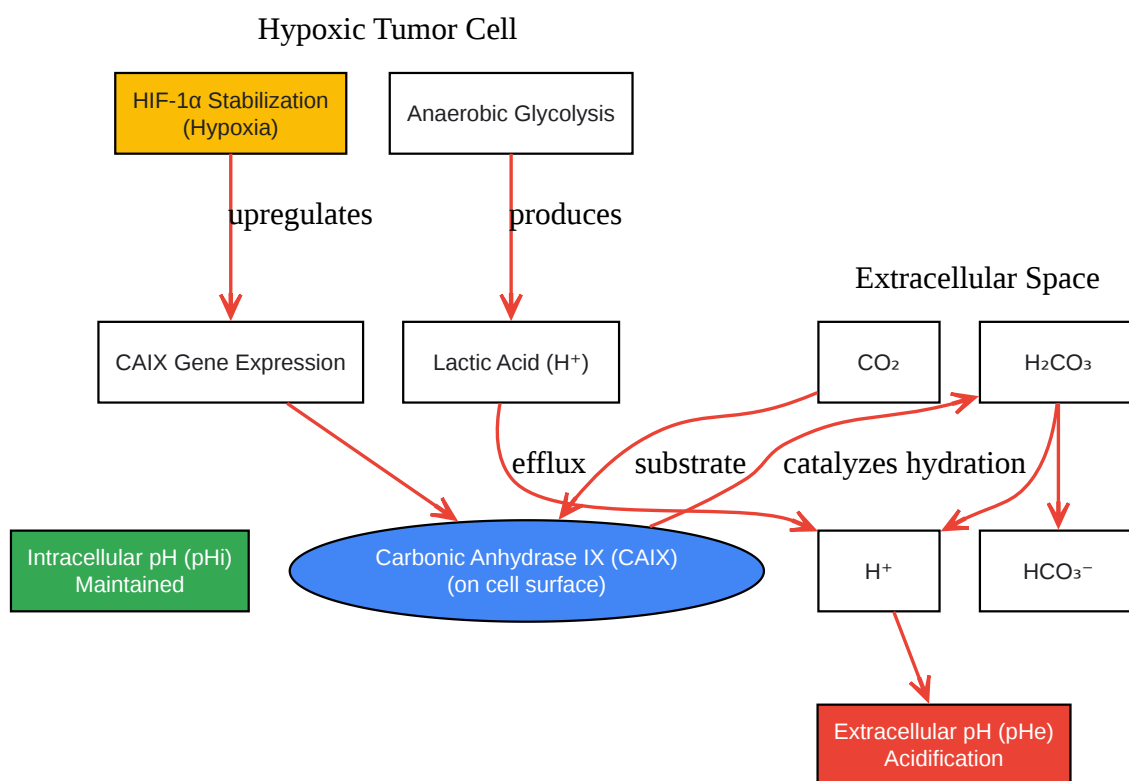 Hypoxic Tumor Cell
HIF-1α Stabilization
(Hypoxia)
Anaerobic Glycolysis
upregulates
produces
Extracellular Space
CAIX Gene Expression
Lactic Acid (H⁺)
CO₂
H₂CO₃
efflux
substrate
catalyzes hydration
Intracellular pH (pHi)
Maintained
Carbonic Anhydrase IX (CAIX)
(on cell surface)
H⁺
HCO₃⁻
Extracellular pH (pHe)
Acidification